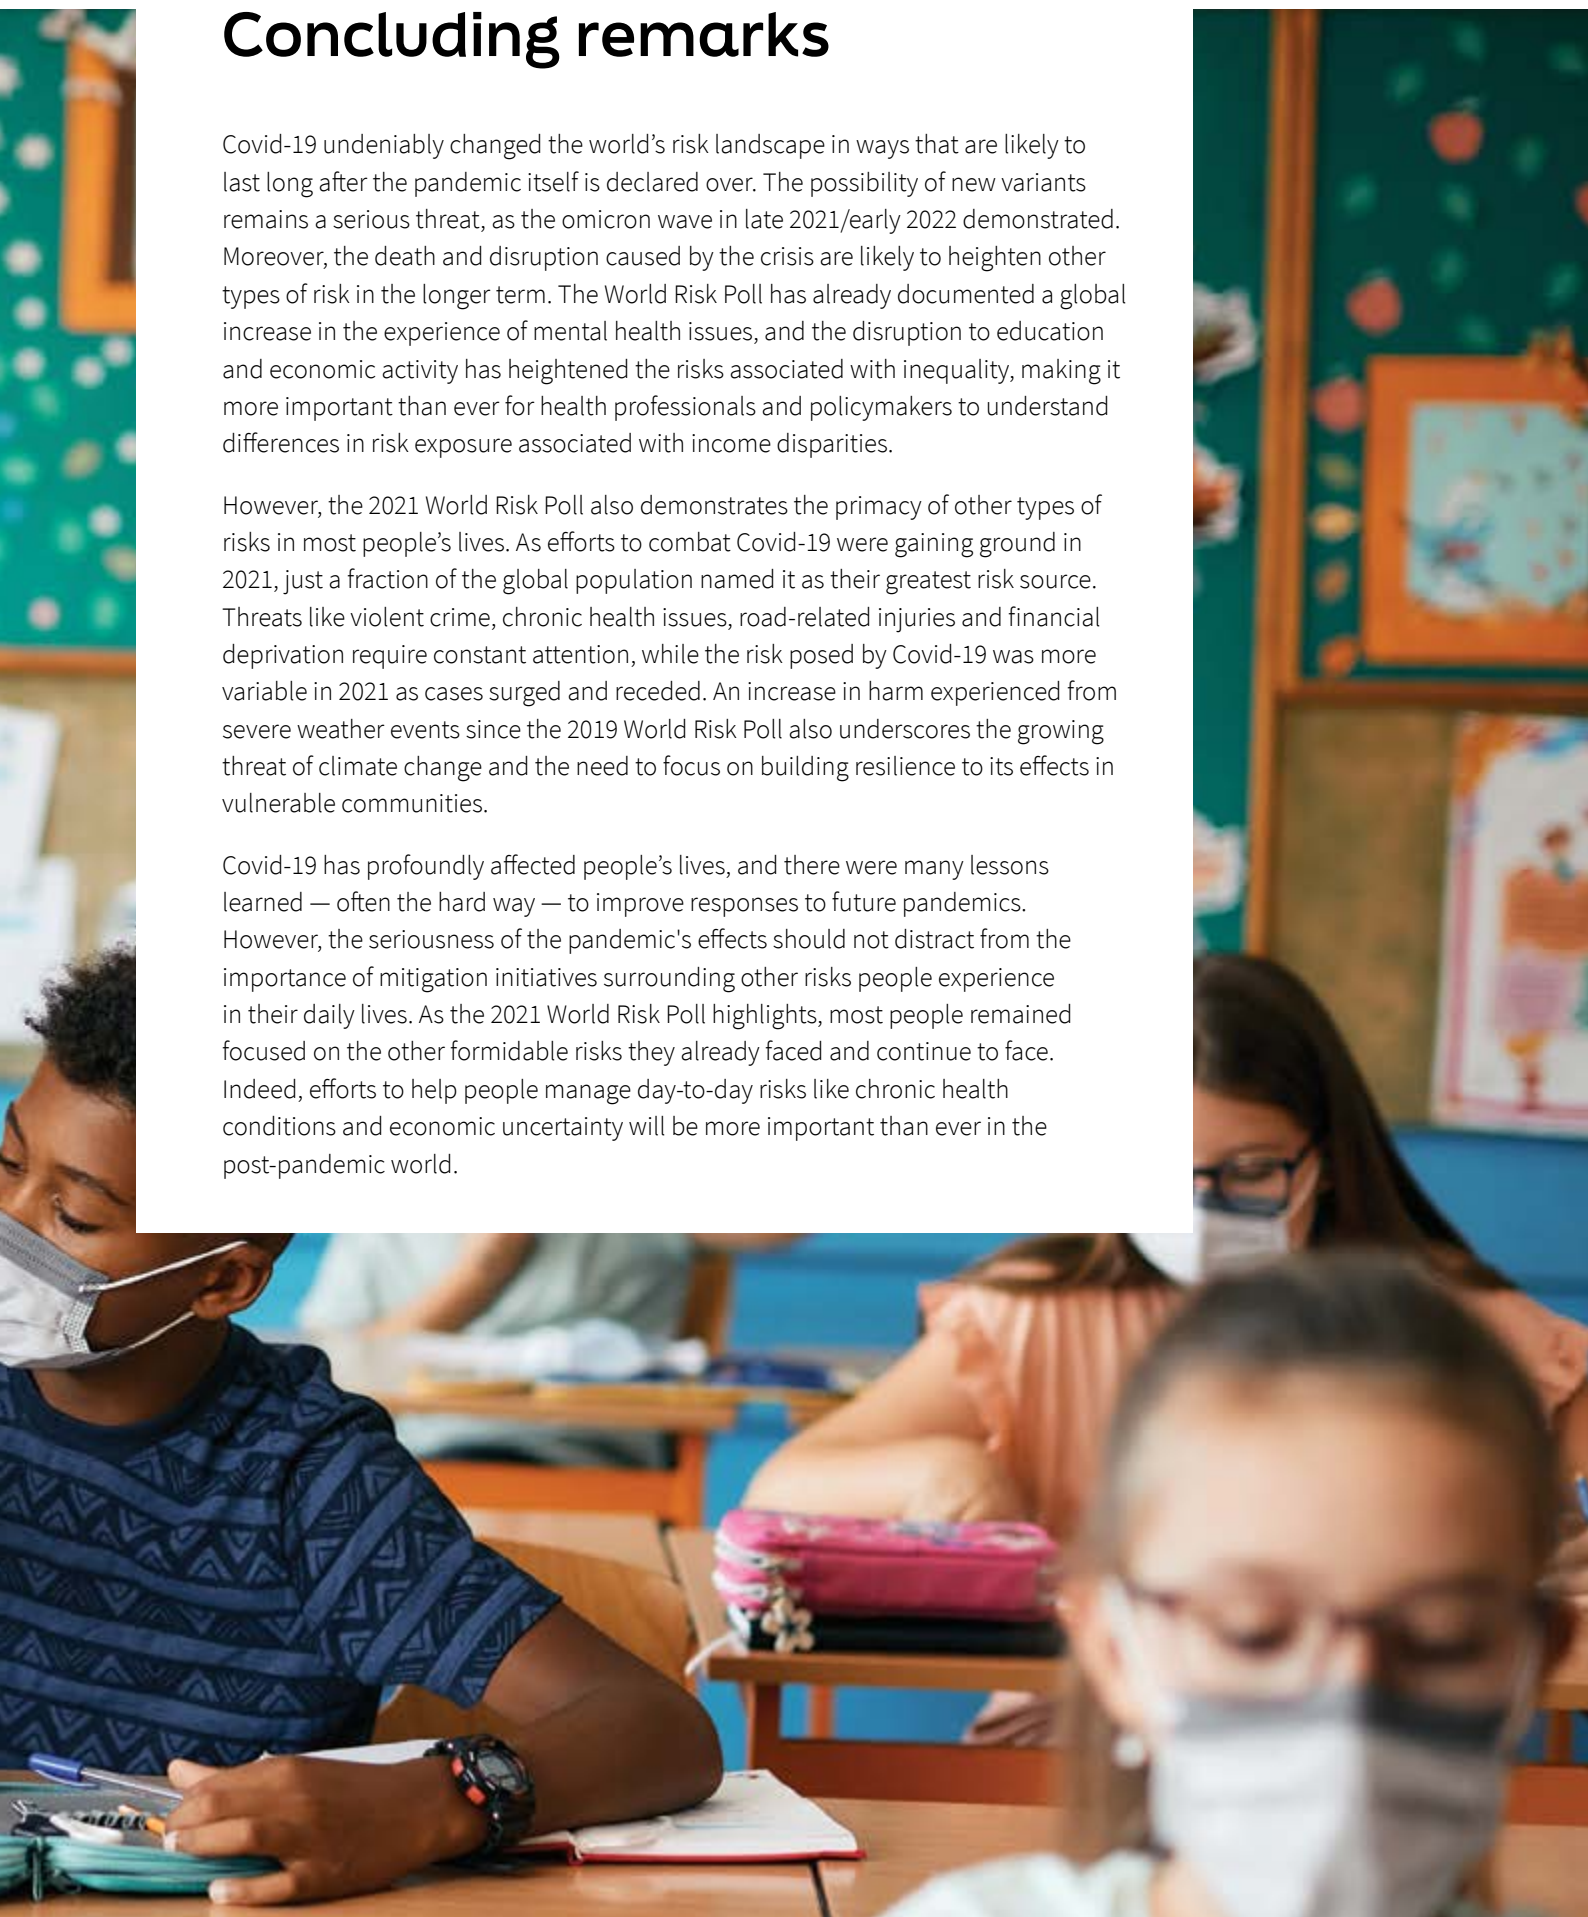 Concluding remarks
Covid-19 undeniably changed the world’s risk landscape in ways that are likely to
last long after the pandemic itself is declared over. The possibility of new variants
remains a serious threat, as the omicron wave in late 2021/early 2022 demonstrated.
Moreover, the death and disruption caused by the crisis are likely to heighten other
types of risk in the longer term. The World Risk Poll has already documented a global
increase in the experience of mental health issues, and the disruption to education
and economic activity has heightened the risks associated with inequality, making it
more important than ever for health professionals and policymakers to understand
differences in risk exposure associated with income disparities.
However, the 2021 World Risk Poll also demonstrates the primacy of other types of
risks in most people’s lives. As efforts to combat Covid-19 were gaining ground in
2021, just a fraction of the global population named it as their greatest risk source.
Threats like violent crime, chronic health issues, road-related injuries and financial
deprivation require constant attention, while the risk posed by Covid-19 was more
variable in 2021 as cases surged and receded. An increase in harm experienced from
severe weather events since the 2019 World Risk Poll also underscores the growing
threat of climate change and the need to focus on building resilience to its effects in
vulnerable communities.
Covid-19 has profoundly affected people’s lives, and there were many lessons
learned — often the hard way — to improve responses to future pandemics.
However, the seriousness of the pandemic's effects should not distract from the
importance of mitigation initiatives surrounding other risks people experience
in their daily lives. As the 2021 World Risk Poll highlights, most people remained
focused on the other formidable risks they already faced and continue to face.
Indeed, efforts to help people manage day-to-day risks like chronic health
conditions and economic uncertainty will be more important than ever in the
post-pandemic world.